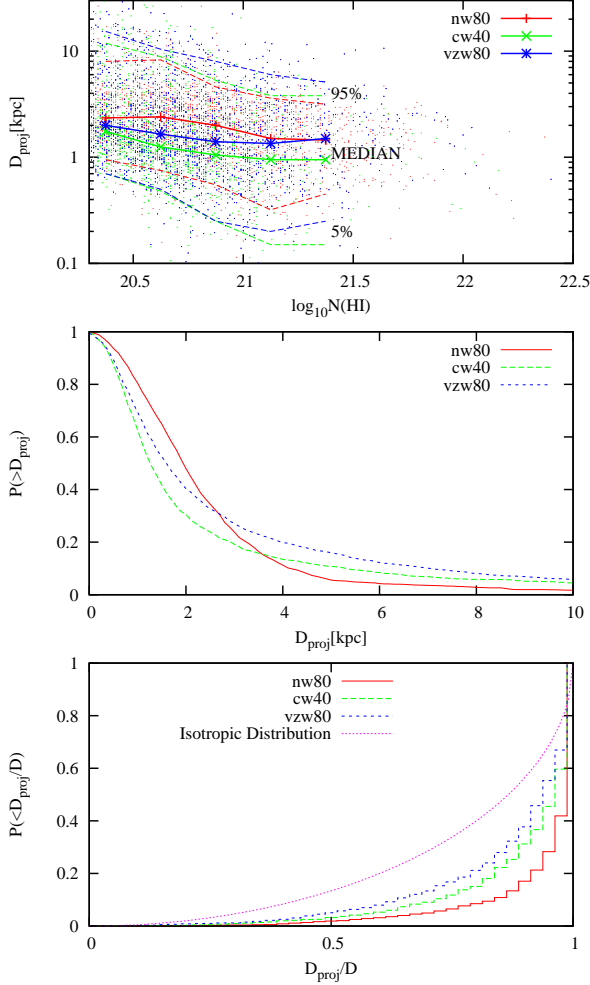 nw80
cw40
vzw80
10
1
0.1
D_proj[kpc]
95%
MEDIAN
5%
20.5 21 21.5 22 22.5
log_10N(HI)
nw80
cw40
vzw80
1
0.8
0.6
0.4
0.2
0
P(>D_proj)
0 2 4 6 8 10
D_proj[kpc]
nw80
cw40
vzw80
Isotropic Distribution
1
0.8
0.6
0.4
0.2
0
P(<D_proj/D)
0 0.5 1
D_proj/D